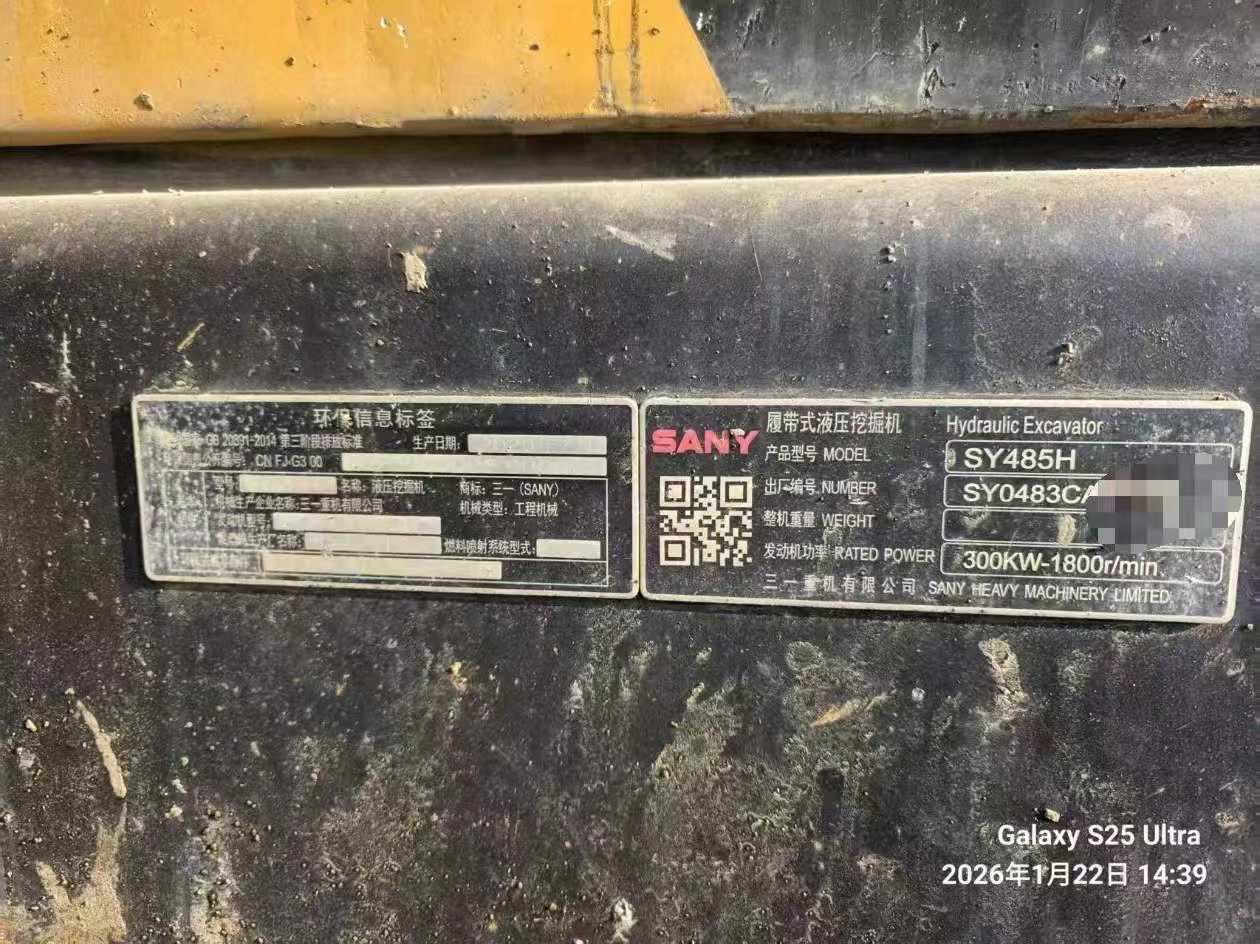 环保信息标签
GB 20891-2014 第三阶段排放标准 生产日期:
CN FJ-G3 00
名称: 液压挖掘机 商标: 三一 (SANY)
企业名称: 三一重机有限公司 机械类型: 工程机械
燃料喷射系统型式:
SANY
履带式液压挖掘机 Hydraulic Excavator
产品型号 MODEL SY485H
出厂编号 NUMBER SY0483CA
整机重量 WEIGHT
发动机功率 RATED POWER 300KW-1800r/min
三一重机有限公司 SANY HEAVY MACHINERY LIMITED
Galaxy S25 Ultra
2026年1月22日 14:39